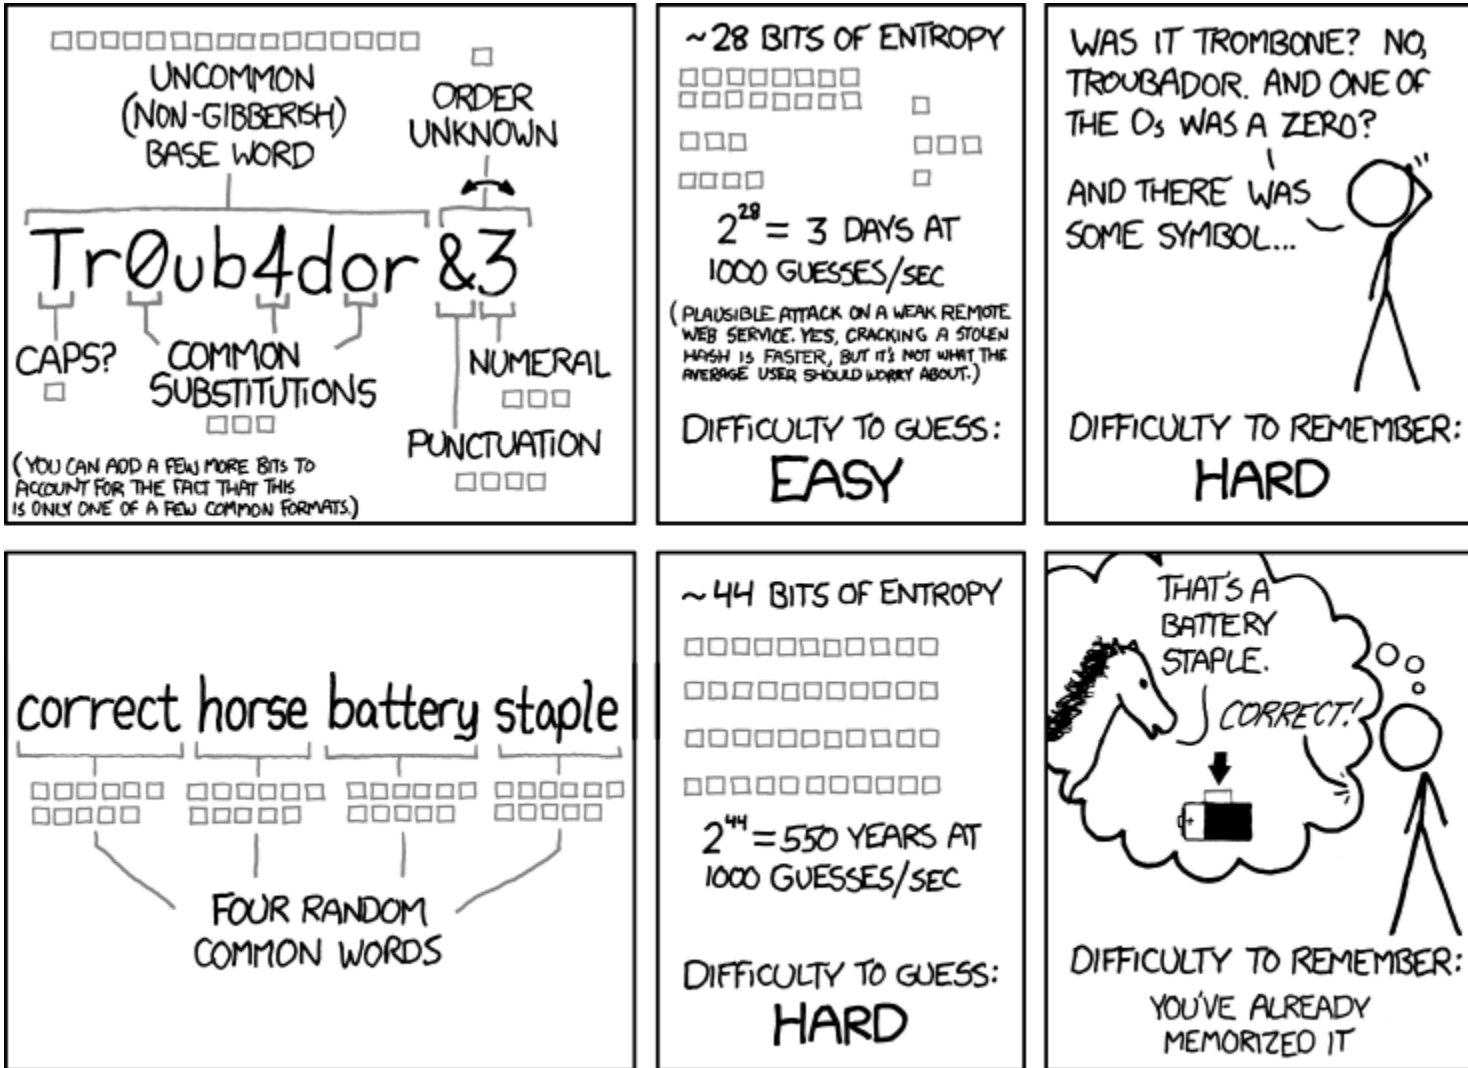 UNCOMMON
(NON-GIBBERISH)
BASE WORD
ORDER
UNKNOWN
Tr0ub4dor &3
CAPS?
COMMON
SUBSTITUTIONS
NUMERAL
PUNCTUATION
(YOU CAN ADD A FEW MORE BITS TO
ACCOUNT FOR THE FACT THAT THIS
IS ONLY ONE OF A FEW COMMON FORMATS.)
~28 BITS OF ENTROPY
2²⁸ = 3 DAYS AT
1000 GUESSES/SEC
(PLAUSIBLE ATTACK ON A WEAK REMOTE
WEB SERVICE. YES, CRACKING A STOLEN
HASH IS FASTER, BUT IT'S NOT WHAT THE
AVERAGE USER SHOULD WORRY ABOUT.)
DIFFICULTY TO GUESS:
EASY
WAS IT TROMBONE? NO,
TROUBADOR. AND ONE OF
THE Os WAS A ZERO?
AND THERE WAS
SOME SYMBOL...
DIFFICULTY TO REMEMBER:
HARD
correct horse battery staple
FOUR RANDOM
COMMON WORDS
~44 BITS OF ENTROPY
2⁴⁴ = 550 YEARS AT
1000 GUESSES/SEC
DIFFICULTY TO GUESS:
HARD
THAT'S A
BATTERY
STAPLE.
CORRECT!
+
DIFFICULTY TO REMEMBER:
YOU'VE ALREADY
MEMORIZED IT